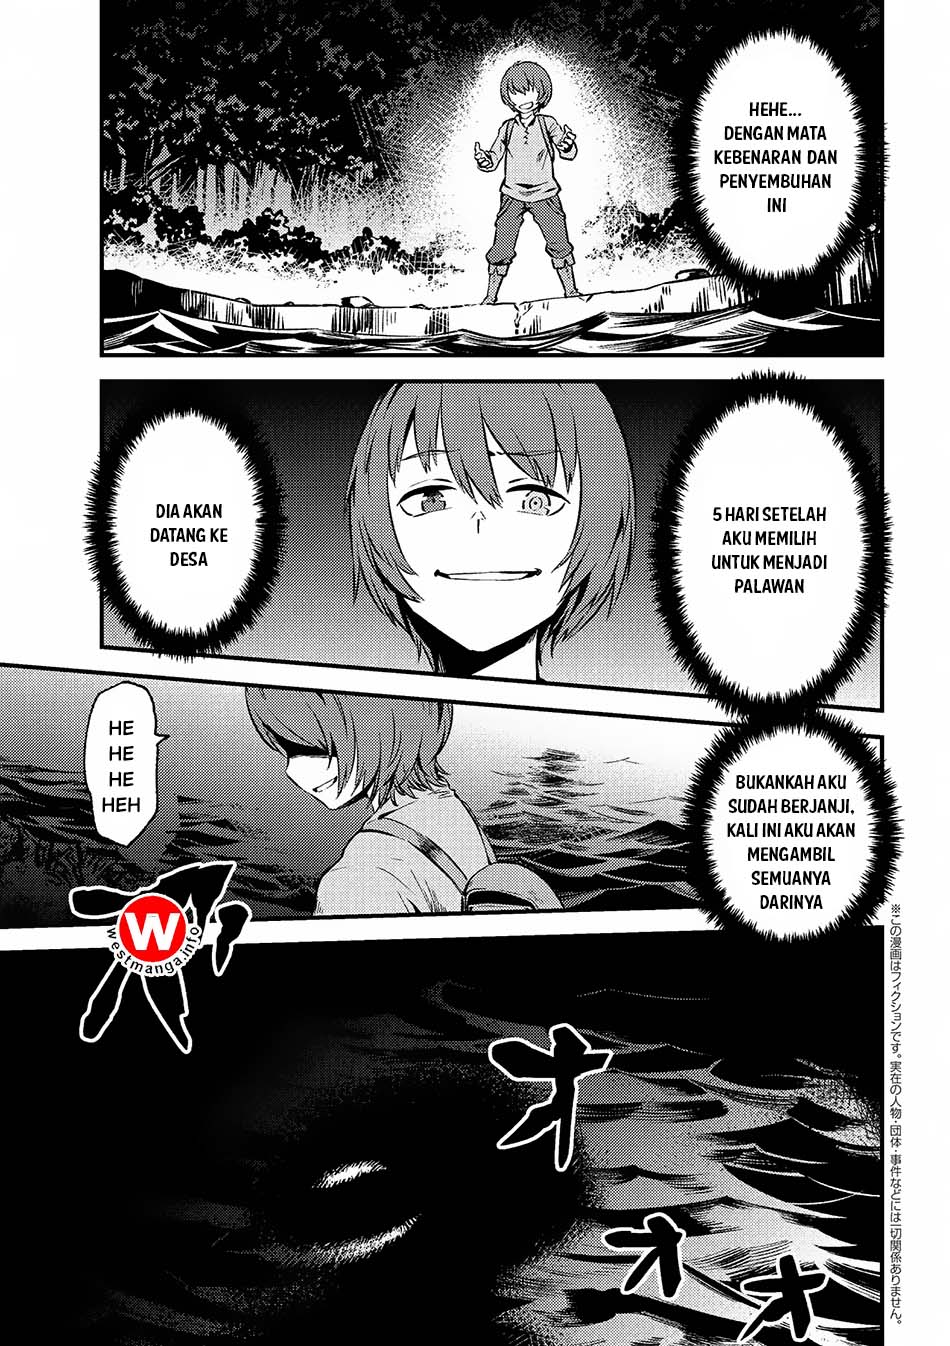 HEHE...
DENGAN MATA
KEBENARAN DAN
PENYEMBUHAN
INI
5 HARI SETELAH
AKU MEMILIH
UNTUK MENJADI
PALAWAN
DIA AKAN
DATANG KE
DESA
BUKANKAH AKU
SUDAH BERJANJI,
KALI INI AKU AKAN
MENGAMBIL
SEMUANYA
DARINYA
HE
HE
HE
HEH
W
westmanga.info
オ
オ
オ
※この漫画はフィクションです。実在の人物・団体・事件などには一切関係ありません。